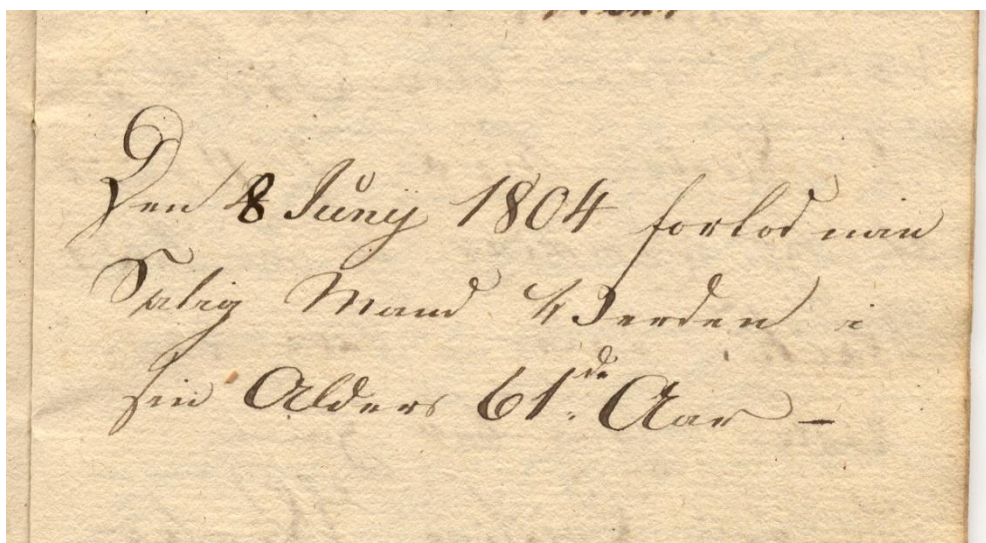 Den 8 Juny 1804 forlod min
Salig Mand Verden i
sin Alders 61de Aar -